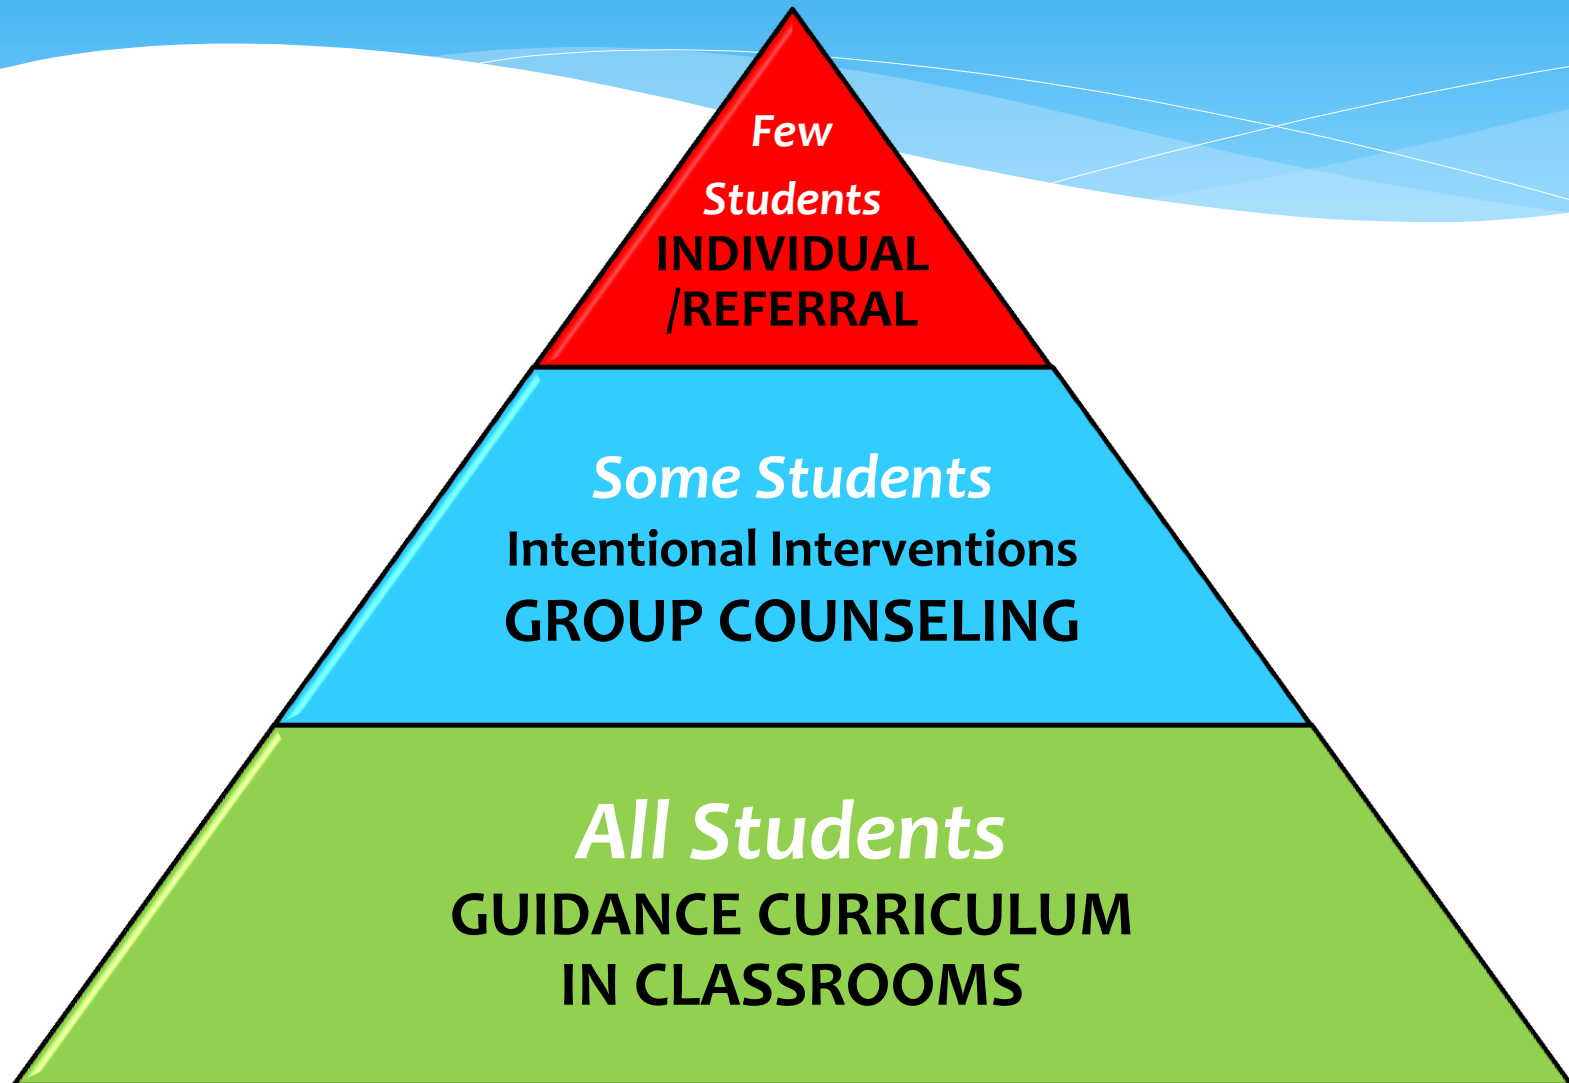 Few
Students
INDIVIDUAL
/REFERRAL
Some Students
Intentional Interventions
GROUP COUNSELING
All Students
GUIDANCE CURRICULUM
IN CLASSROOMS